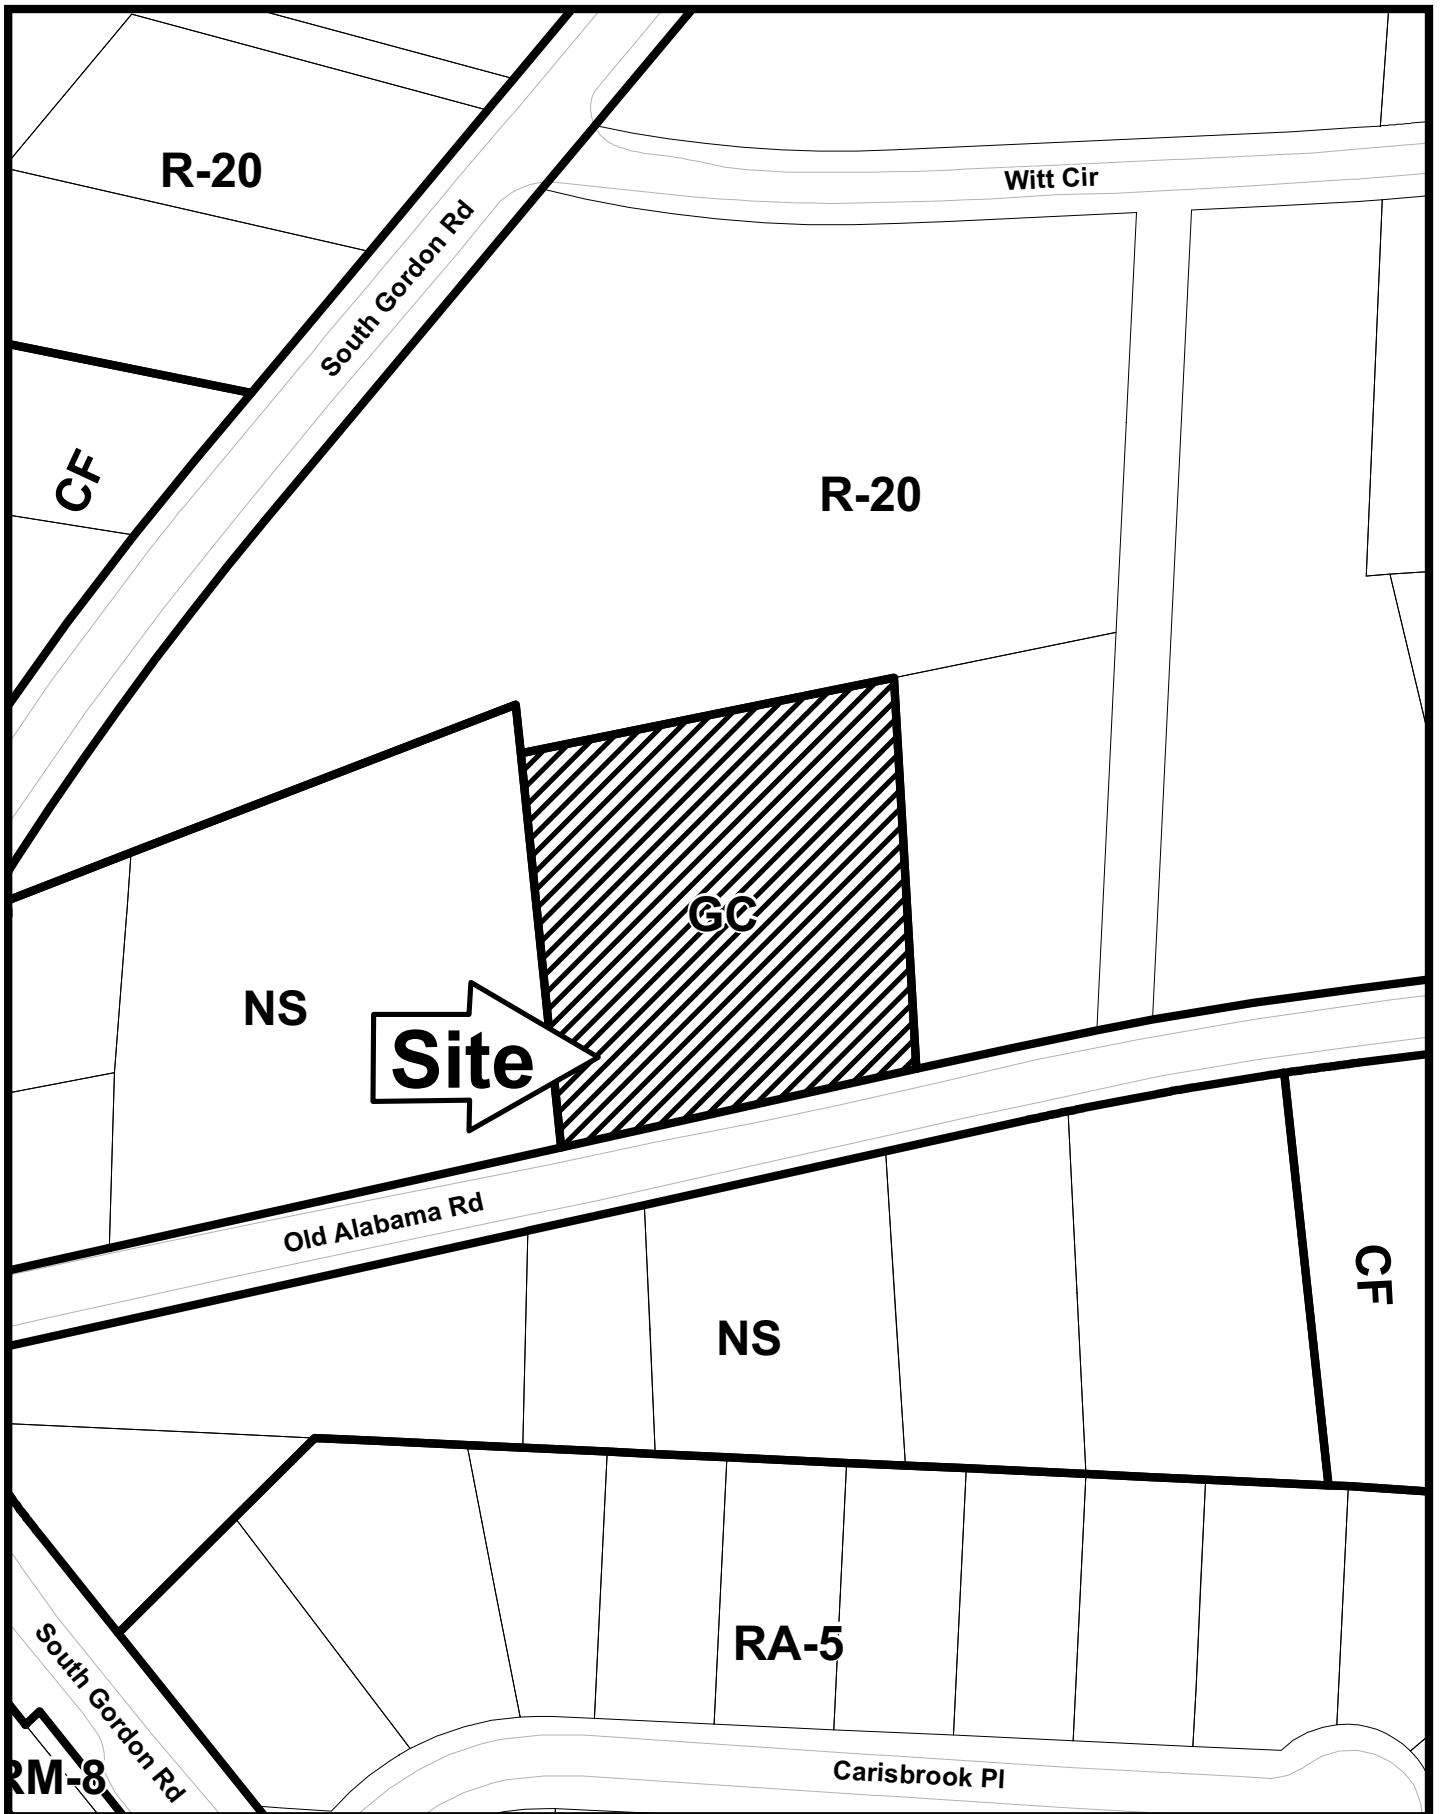 R-20
Witt Cir
South Gordon Rd
CF
R-20
GC
NS
Site
Old Alabama Rd
CF
NS
RA-5
South Gordon Rd
RM-8
Carisbrook Pl